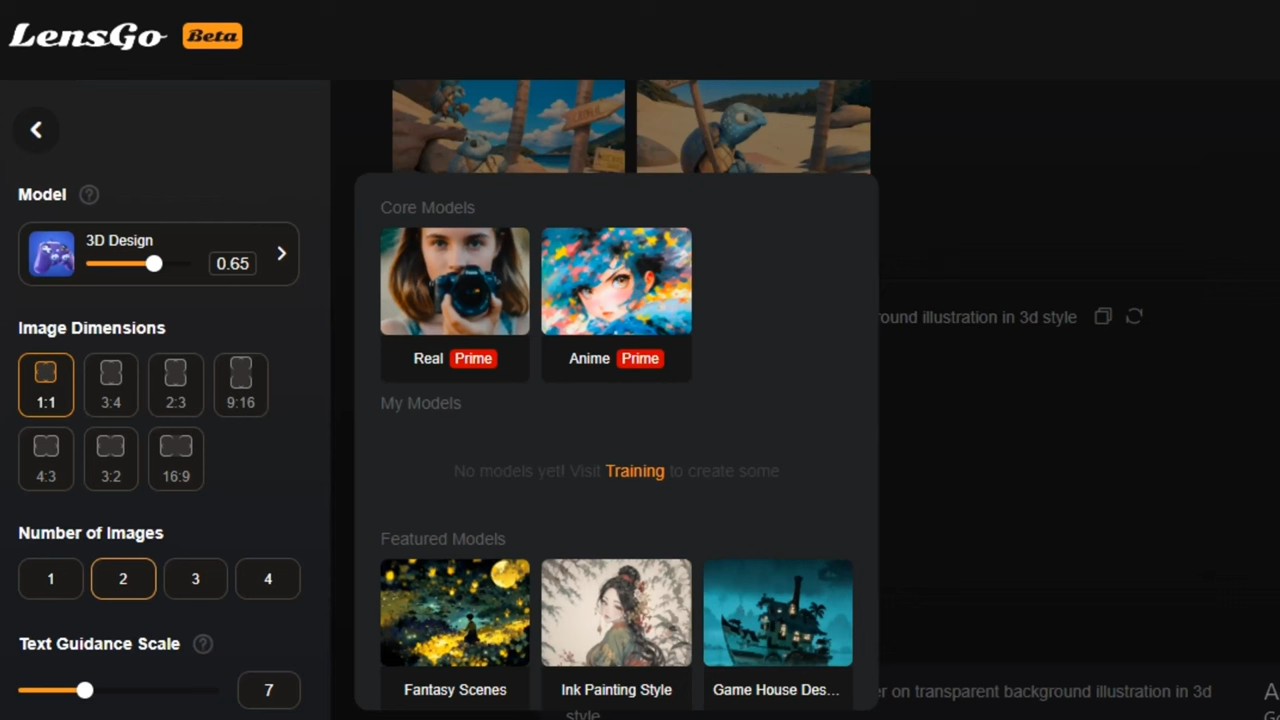 LensGo Beta
Model
3D Design
0.65
Image Dimensions
1:1 3:4 2:3 9:16
4:3 3:2 16:9
Number of Images
1 2 3 4
Text Guidance Scale
7
Core Models
Real Prime
Anime Prime
My Models
No models yet! Visit Training to create some
Featured Models
Fantasy Scenes
Ink Painting Style
Game House Des...
round illustration in 3d style
er on transparent background illustration in 3d
style
A